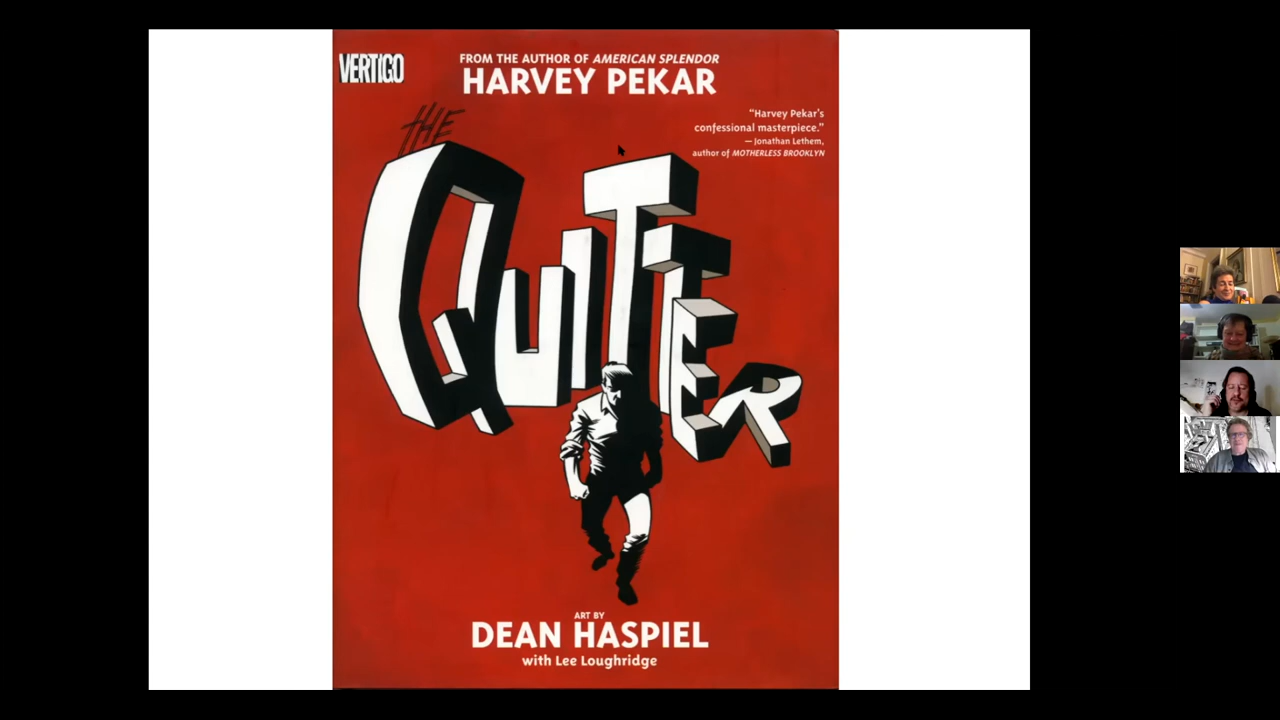 VERTIGO
FROM THE AUTHOR OF AMERICAN SPLENDOR
HARVEY PEKAR
“Harvey Pekar's
confessional masterpiece.”
— Jonathan Lethem,
author of MOTHERLESS BROOKLYN
THE
QUITTER
ART BY
DEAN HASPIEL
with Lee Loughridge